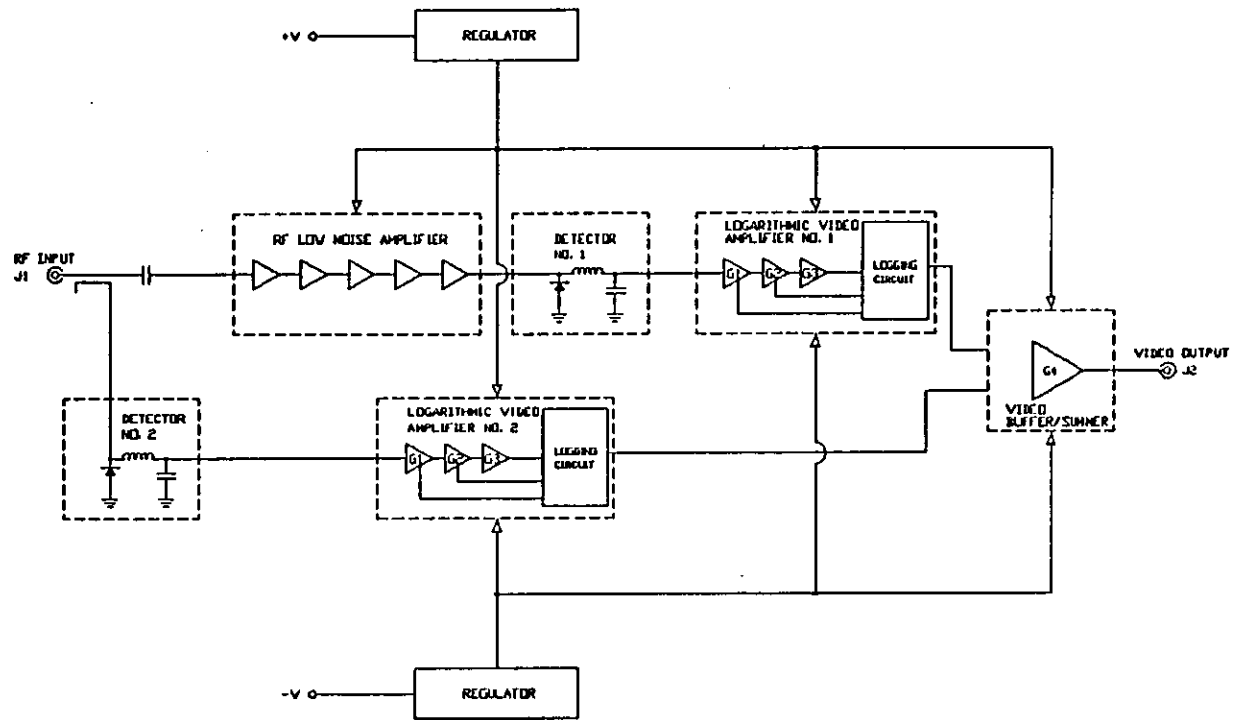 +V
REGULATOR
RF INPUT
J1
RF LOW NOISE AMPLIFIER
DETECTOR
NO. 1
LOGARITHMIC VIDEO
AMPLIFIER NO. 1
G1
G2
G3
LOGGING
CIRCUIT
G4
VIDEO
BUFFER/SUMMER
VIDEO OUTPUT
J2
DETECTOR
NO. 2
LOGARITHMIC VIDEO
AMPLIFIER NO. 2
G1
G2
G3
LOGGING
CIRCUIT
-V
REGULATOR